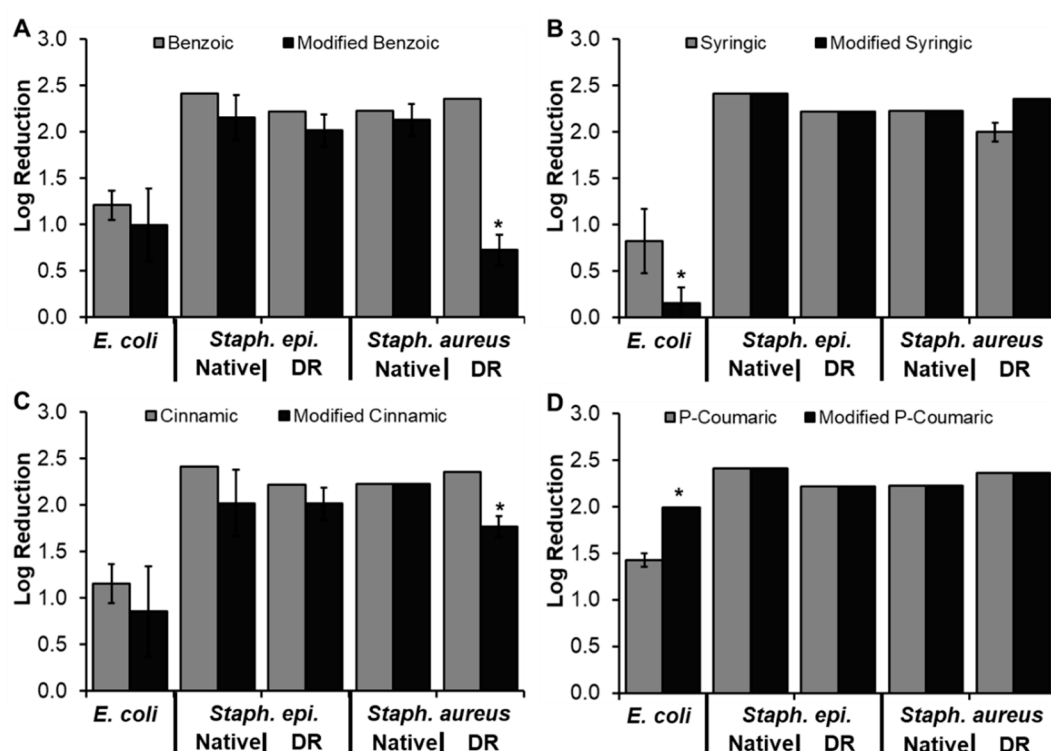 A
Benzoic Modified Benzoic
Log Reduction
3.0
2.5
2.0
1.5
1.0
0.5
0.0
*
E. coli Staph. epi. Staph. aureus
Native DR Native DR
B
Syringic Modified Syringic
Log Reduction
3.0
2.5
2.0
1.5
1.0
0.5
0.0
*
E. coli Staph. epi. Staph. aureus
Native DR Native DR
C
Cinnamic Modified Cinnamic
Log Reduction
3.0
2.5
2.0
1.5
1.0
0.5
0.0
*
E. coli Staph. epi. Staph. aureus
Native DR Native DR
D
P-Coumaric Modified P-Coumaric
Log Reduction
3.0
2.5
2.0
1.5
1.0
0.5
0.0
*
E. coli Staph. epi. Staph. aureus
Native DR Native DR